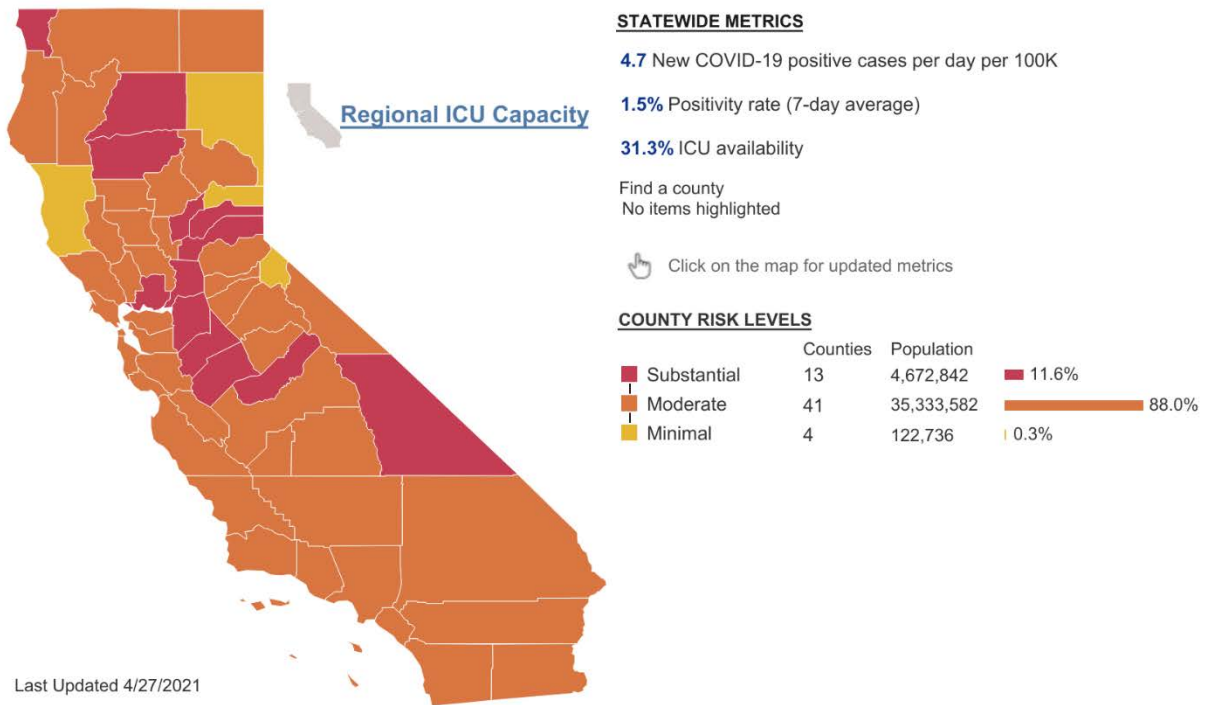 STATEWIDE METRICS
4.7 New COVID-19 positive cases per day per 100K
1.5% Positivity rate (7-day average)
31.3% ICU availability
Find a county
No items highlighted
Click on the map for updated metrics
Regional ICU Capacity
COUNTY RISK LEVELS
Counties Population
Substantial 13 4,672,842 11.6%
Moderate 41 35,333,582 88.0%
Minimal 4 122,736 0.3%
Last Updated 4/27/2021